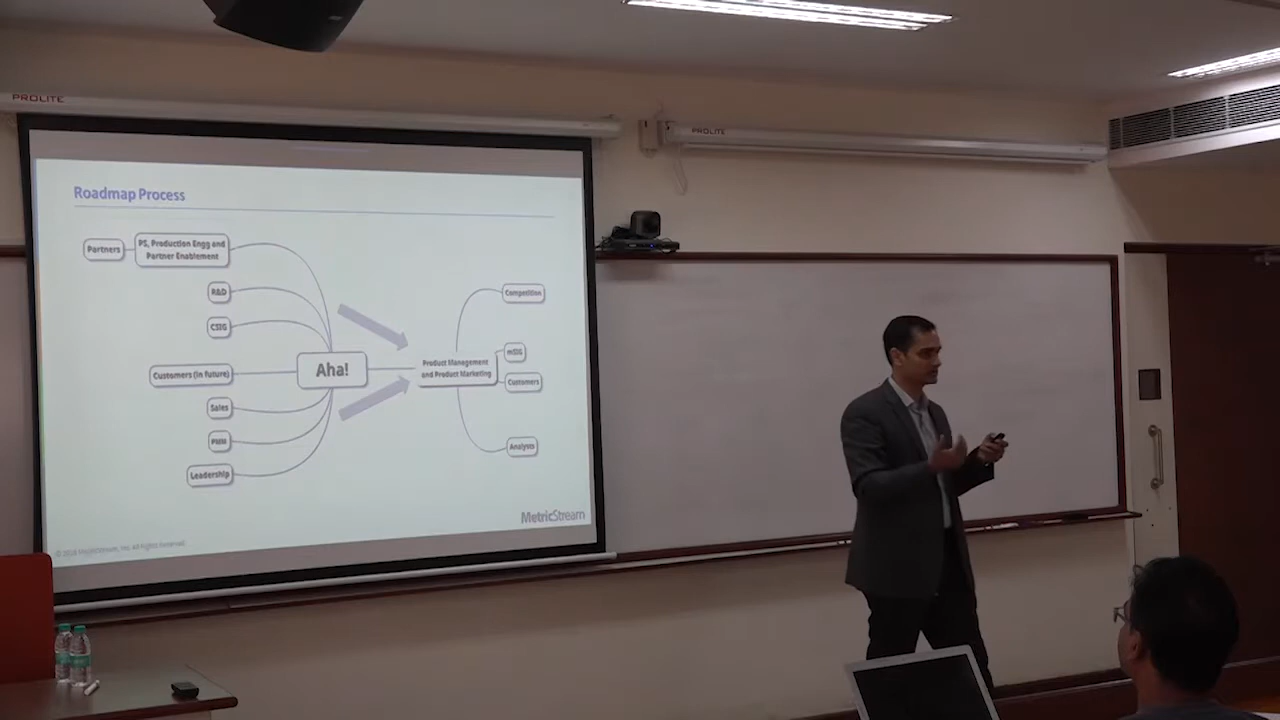 PROLITE
PROLITE
Roadmap Process
Partners
PS, Production Engg and
Partner Enablement
R&D
CSIG
Customers (in future)
Sales
PMM
Leadership
Aha!
Product Management
and Product Marketing
Competition
mSIG
Customers
Analysts
MetricStream